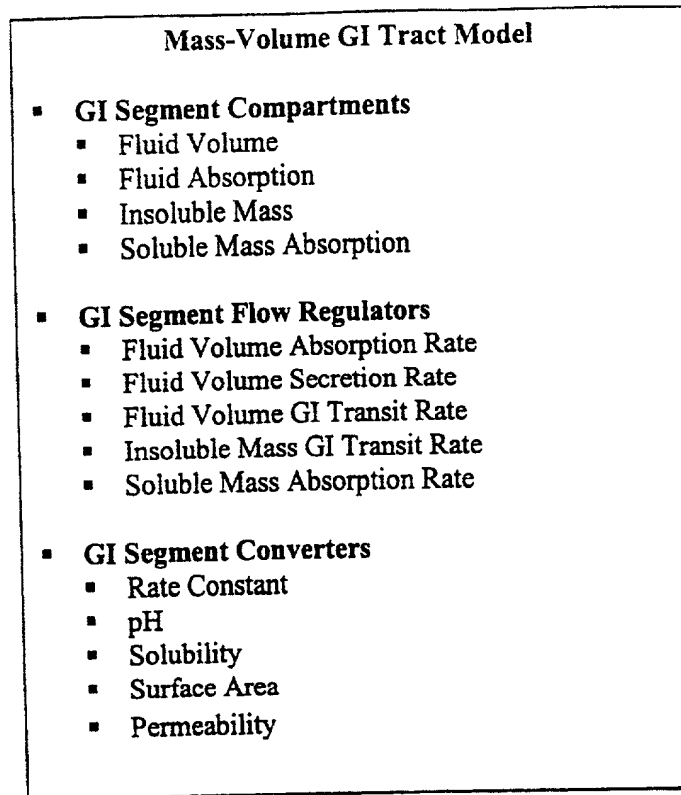 Mass-Volume GI Tract Model
▪ GI Segment Compartments
▪ Fluid Volume
▪ Fluid Absorption
▪ Insoluble Mass
▪ Soluble Mass Absorption
▪ GI Segment Flow Regulators
▪ Fluid Volume Absorption Rate
▪ Fluid Volume Secretion Rate
▪ Fluid Volume GI Transit Rate
▪ Insoluble Mass GI Transit Rate
▪ Soluble Mass Absorption Rate
▪ GI Segment Converters
▪ Rate Constant
▪ pH
▪ Solubility
▪ Surface Area
▪ Permeability